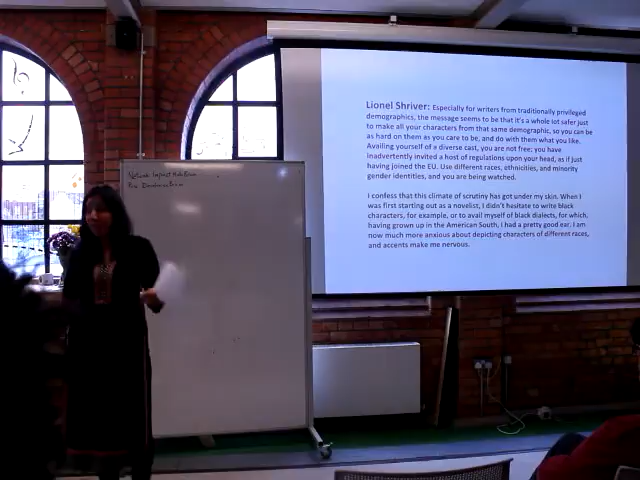 Lionel Shriver: Especially for writers from traditionally privileged
demographics, the message seems to be that it's a whole lot safer just
to make all your characters from that same demographic, so you can be
as hard on them as you care to be, and do with them what you like.
Availing yourself of a diverse cast, you are not free; you have
inadvertently invited a host of regulations upon your head, as if just
having joined the EU. Use different races, ethnicities, and minority
gender identities, and you are being watched.
I confess that this climate of scrutiny has got under my skin. When I
was first starting out as a novelist, I didn't hesitate to write black
characters, for example, or to avail myself of black dialects, for which,
having grown up in the American South, I had a pretty good ear. I am
now much more anxious about depicting characters of different races,
and accents make me nervous.
Network: Impact Hub